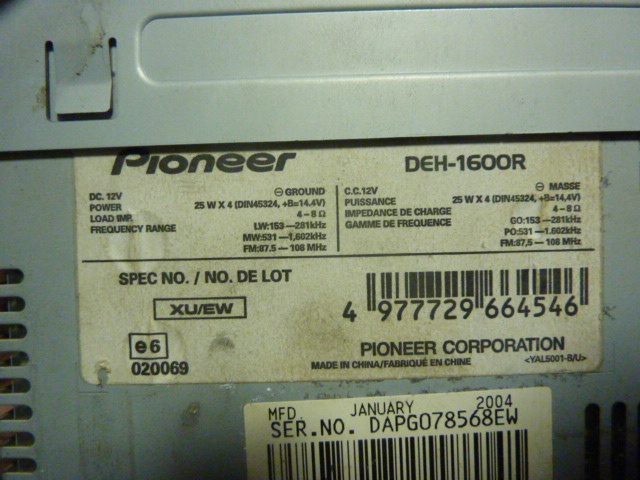 Pioneer DEH-1600R
DC. 12V ⊖ GROUND C.C.12V ⊖ MASSE
POWER 25 W X 4 (DIN45324, +B=14,4V) PUISSANCE 25 W X 4 (DIN45324, +B=14,4V)
LOAD IMP. 4 – 8 Ω IMPEDANCE DE CHARGE 4 – 8 Ω
FREQUENCY RANGE LW:153 –281kHz GAMME DE FREQUENCE GO:153 –281kHz
MW:531 –1,602kHz PO:531 –1.602kHz
FM:87.5 – 108 MHz FM:87,5 – 108 MHz
SPEC NO. / NO. DE LOT
XU/EW
4 977729 664546
e6
020069
PIONEER CORPORATION
MADE IN CHINA/FABRIQUÉ EN CHINE <YAL5001-8/U>
MFD. JANUARY 2004
SER.NO. DAPG078568EW